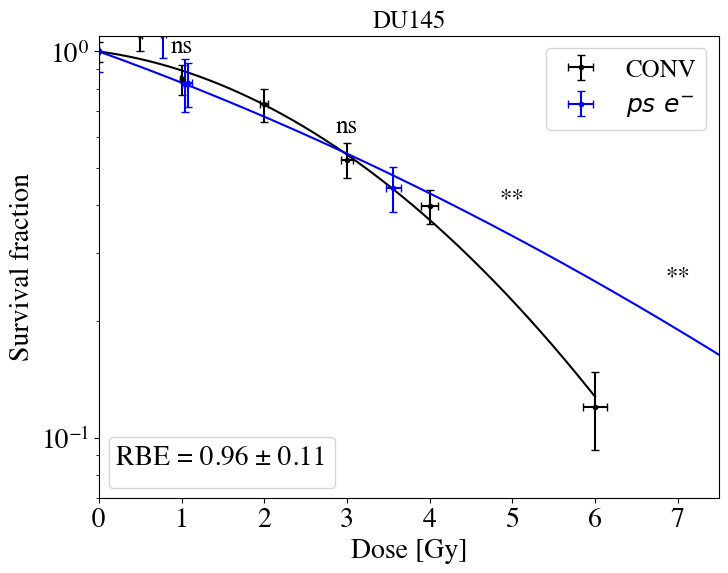 DU145
CONV
ps e⁻
ns
ns
**
**
10⁰
10⁻¹
Survival fraction
RBE = 0.96 ± 0.11
0 1 2 3 4 5 6 7
Dose [Gy]